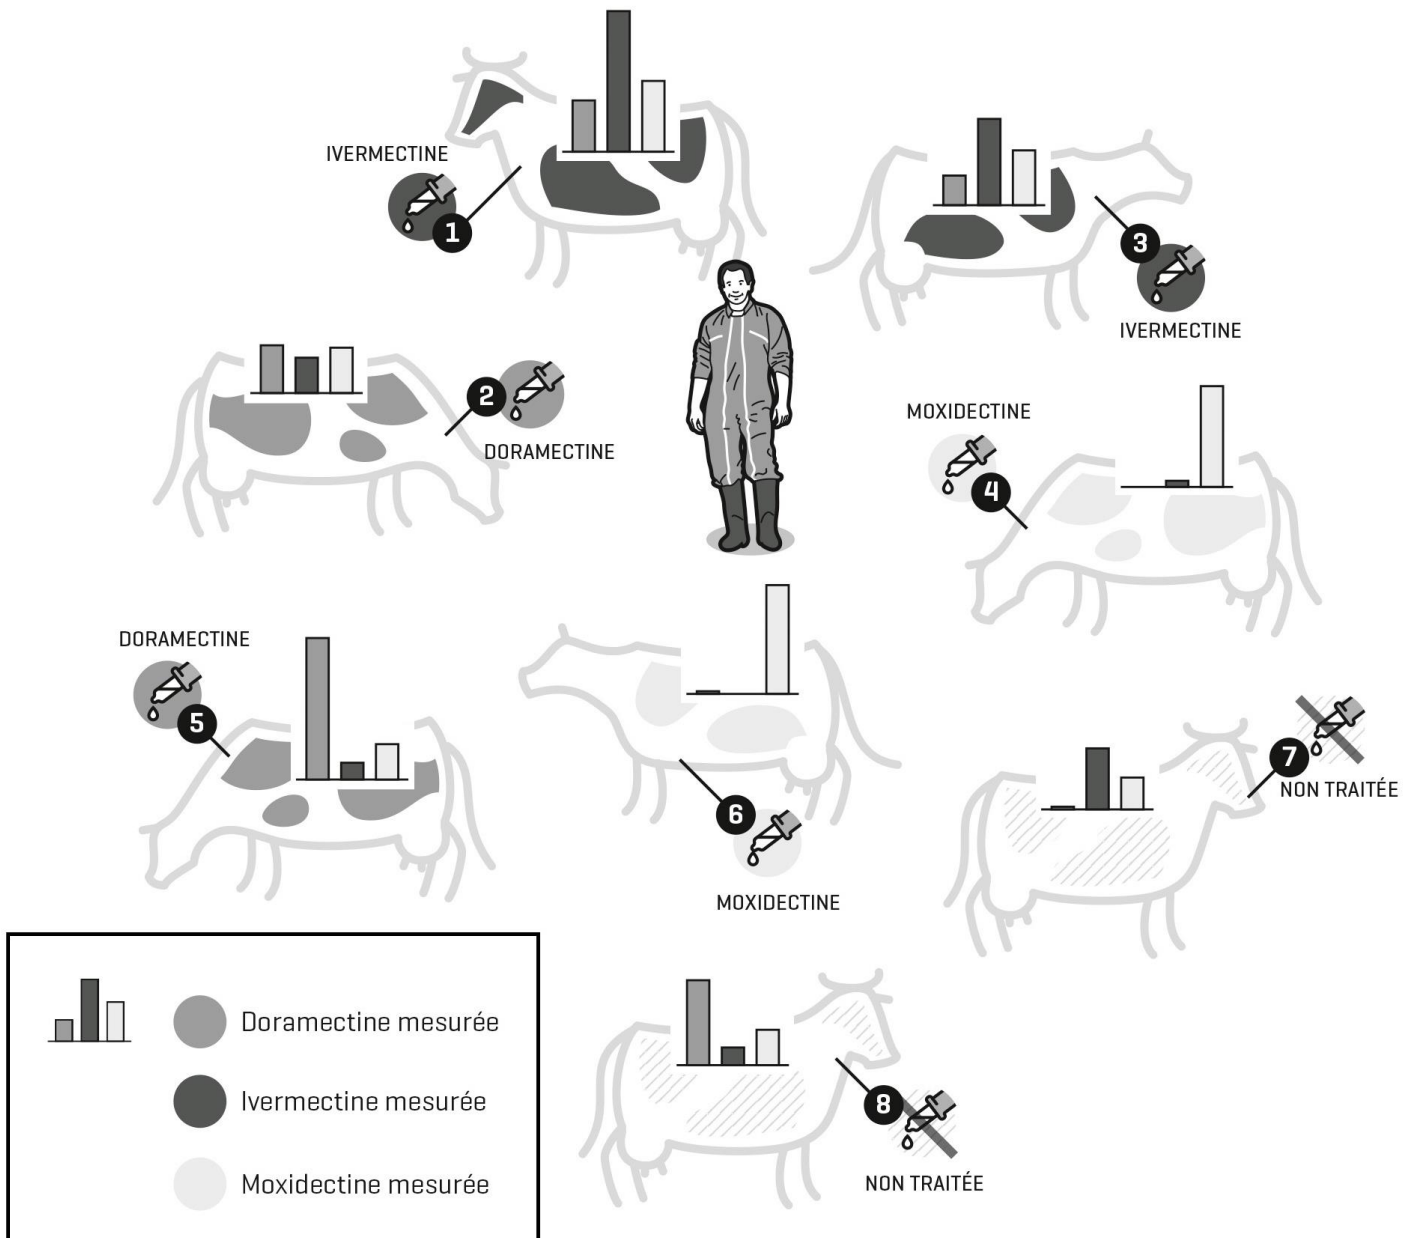 IVERMECTINE
1
3
IVERMECTINE
2
DORAMECTINE
MOXIDECTINE
4
DORAMECTINE
5
6
MOXIDECTINE
7
NON TRAITÉE
8
NON TRAITÉE
Doramectine mesurée
Ivermectine mesurée
Moxidectine mesurée